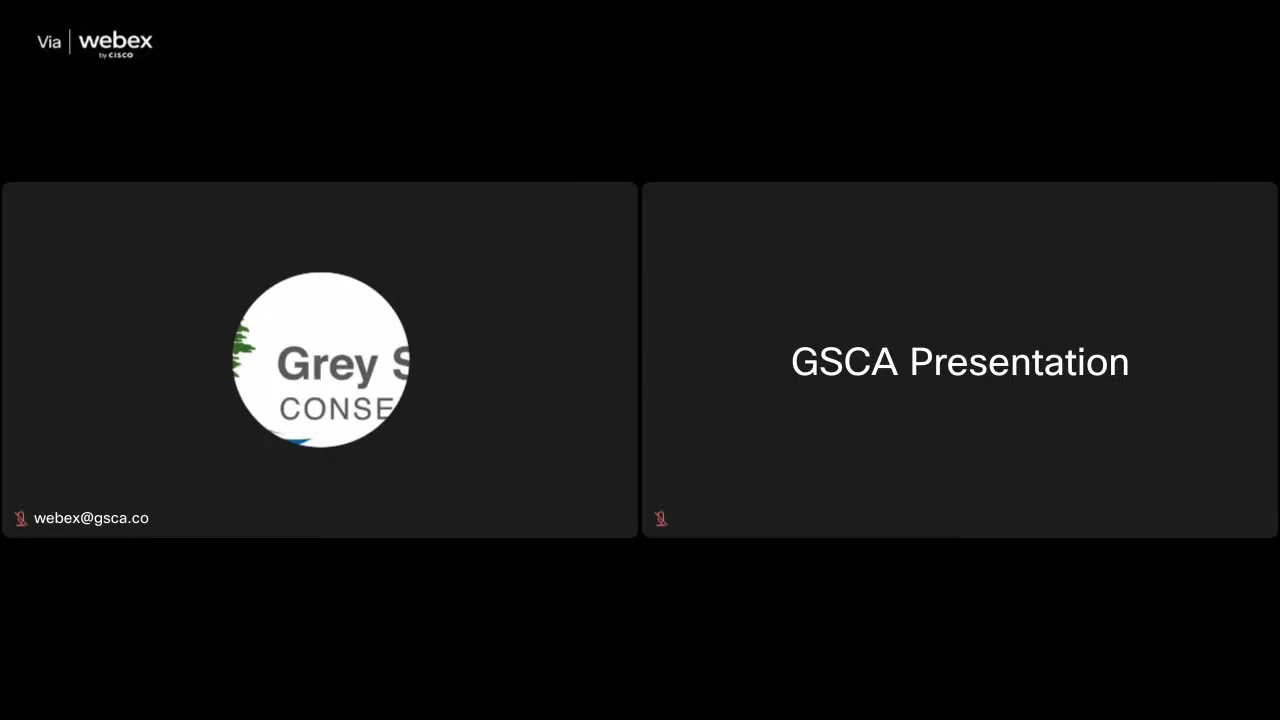 Via webex
by CISCO
Grey S
CONSE
webex@gsca.co
GSCA Presentation